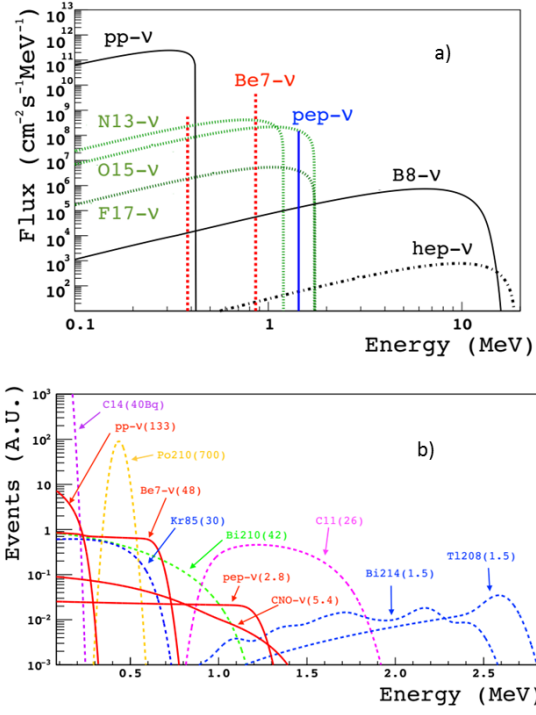 a)
Flux (cm⁻²s⁻¹MeV⁻¹)
10¹³
10¹²
10¹¹
10¹⁰
10⁹
10⁸
10⁷
10⁶
10⁵
10⁴
10³
10²
10
pp-ν
Be7-ν
pep-ν
N13-ν
O15-ν
F17-ν
B8-ν
hep-ν
0.1
1
10
Energy (MeV)
b)
Events (A.U.)
10³
10²
10
1
10⁻¹
10⁻²
10⁻³
C14(40Bq)
pp-ν(133)
Po210(700)
Be7-ν(48)
Kr85(30)
Bi210(42)
C11(26)
Tl208(1.5)
Bi214(1.5)
pep-ν(2.8)
CNO-ν(5.4)
0.5
1.0
1.5
2.0
2.5
Energy (MeV)